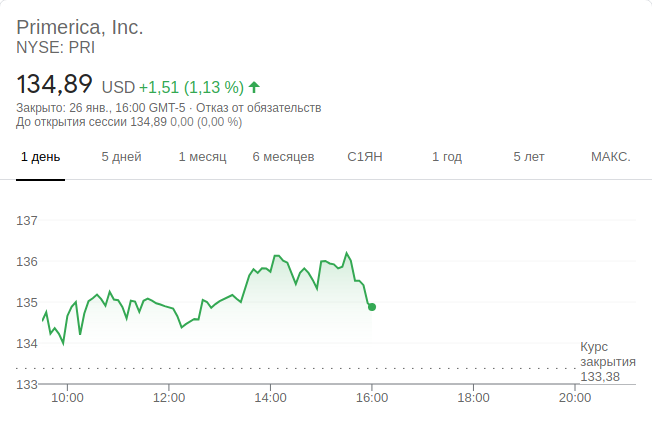 Primerica, Inc.
NYSE: PRI
134,89 USD +1,51 (1,13 %)
Закрыто: 26 янв., 16:00 GMT-5 · Отказ от обязательств
До открытия сессии 134,89 0,00 (0,00 %)
1 день 5 дней 1 месяц 6 месяцев С1ЯН 1 год 5 лет МАКС.
137
136
135
134
Курс
закрытия
133,38
133
10:00 12:00 14:00 16:00 18:00 20:00